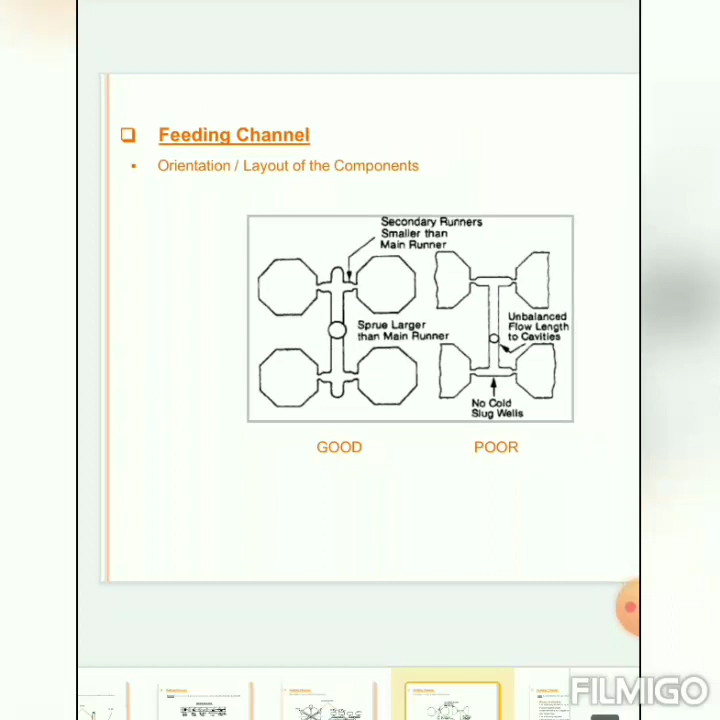 Feeding Channel
Orientation / Layout of the Components
Secondary Runners
Smaller than
Main Runner
Sprue Larger
than Main Runner
Unbalanced
Flow Length
to Cavities
No Cold
Slug Wells
GOOD
POOR
FILMIGO